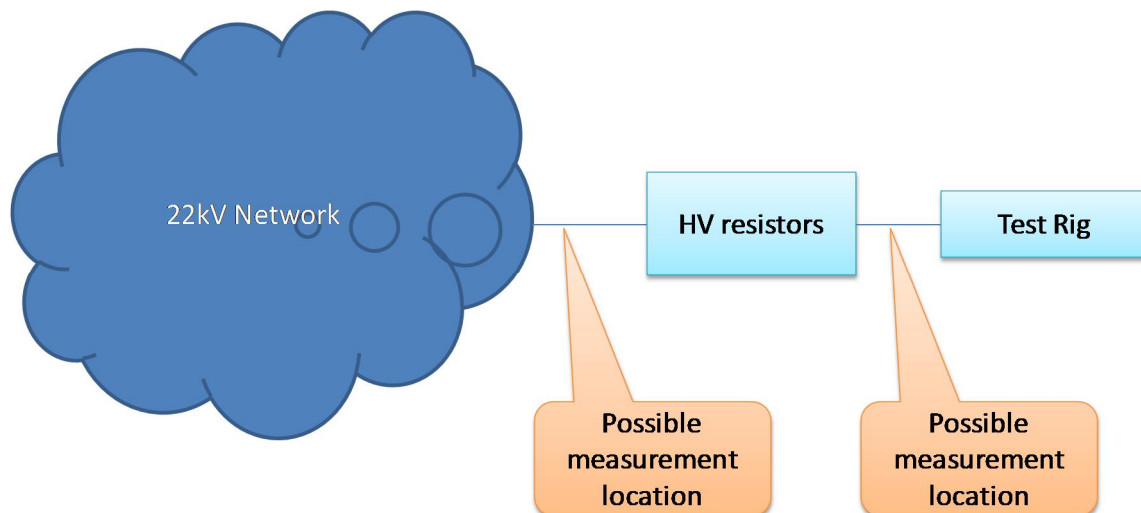 22kV Network
HV resistors
Test Rig
Possible
measurement
location
Possible
measurement
location